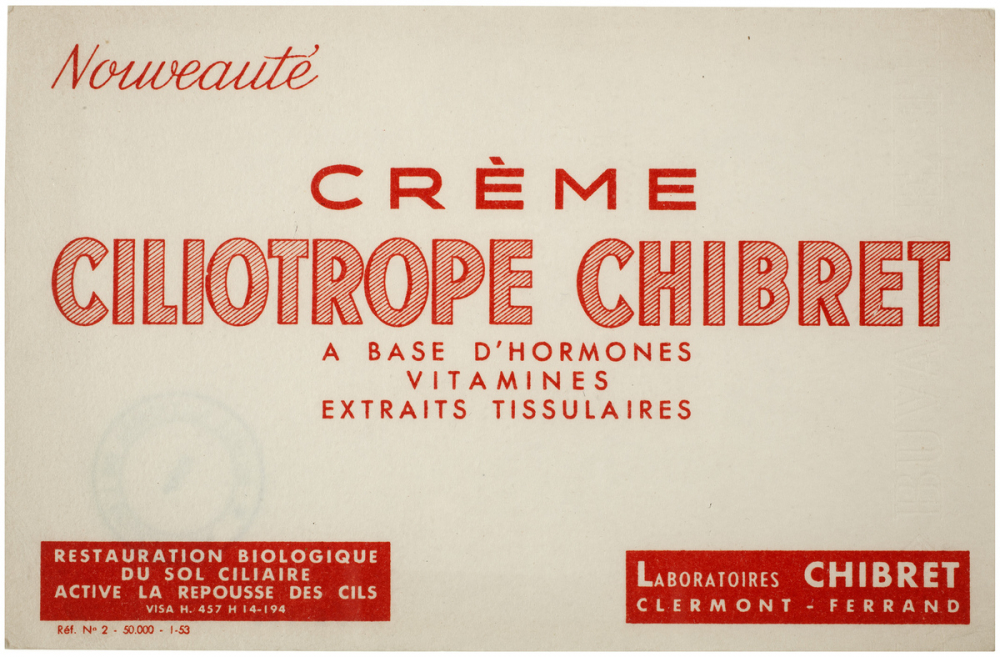 Nouveauté
CRÈME
CILIOTROPE CHIBRET
A BASE D'HORMONES
VITAMINES
EXTRAITS TISSULAIRES
RESTAURATION BIOLOGIQUE
DU SOL CILIAIRE
ACTIVE LA REPOUSSE DES CILS
VISA H. 457 H 14-194
Réf. Nº 2 - 50.000 - 1-53
LABORATOIRES CHIBRET
CLERMONT - FERRAND